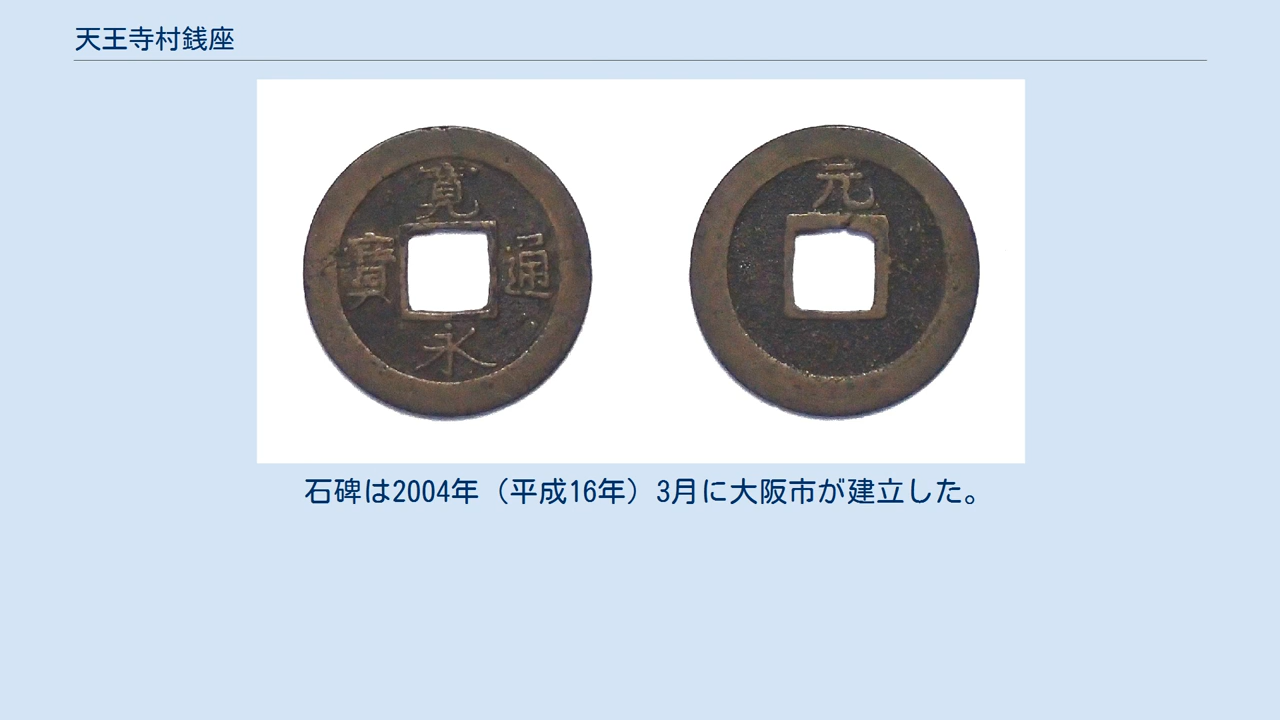 天王寺村銭座
寛
永
通
寳
元
石碑は2004年（平成16年）3月に大阪市が建立した。